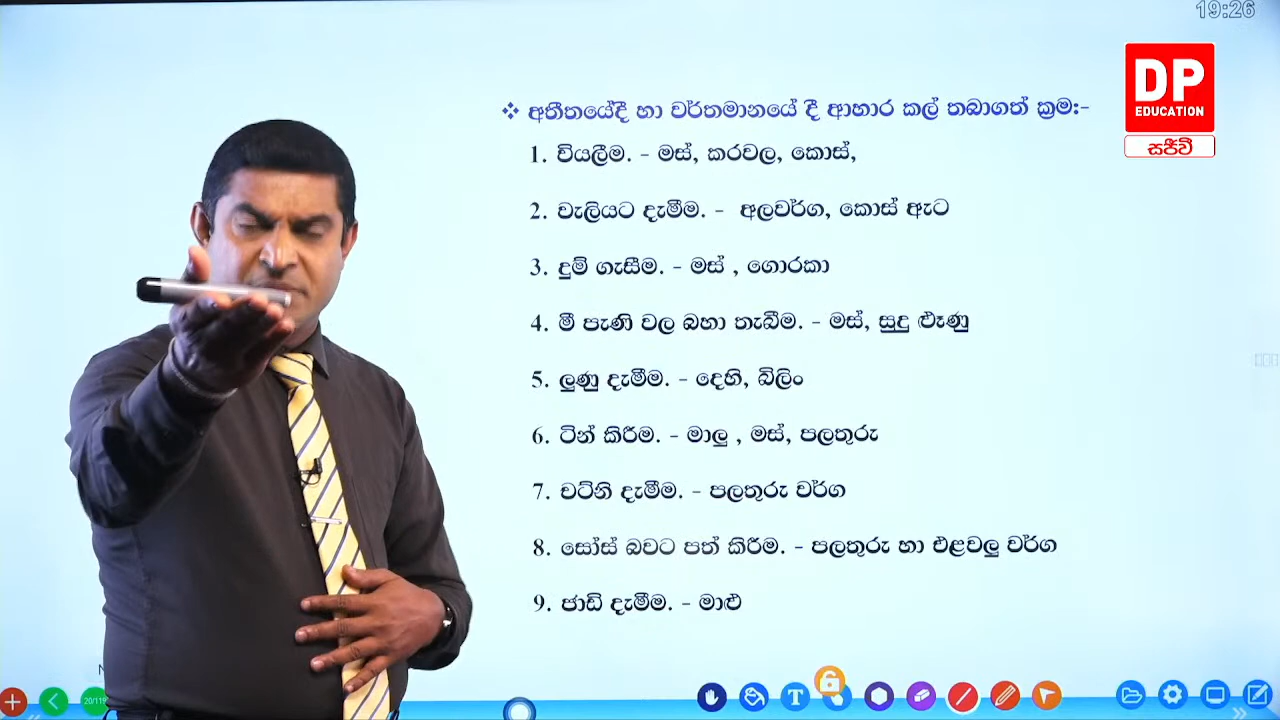 19:26
DP
EDUCATION
සජීවී
❖ අතීතයේදී හා වර්තමානයේ දී ආහාර කල් තබාගත් ක්‍රම:-
1. වියලීම. - මස්, කරවල, කොස්,
2. වැලියට දැමීම. - අලවර්ග, කොස් ඇට
3. දුම් ගැසීම. - මස් , ගොරකා
4. මී පැණි වල බහා තැබීම. - මස්, සුදු ළූණු
5. ලුණු දැමීම. - දෙහි, බිලිං
6. ටින් කිරීම. - මාලු , මස්, පලතුරු
7. චට්නි දැමීම. - පලතුරු වර්ග
8. සෝස් බවට පත් කිරීම. - පලතුරු හා එළවලු වර්ග
9. ජාඩි දැමීම. - මාළු